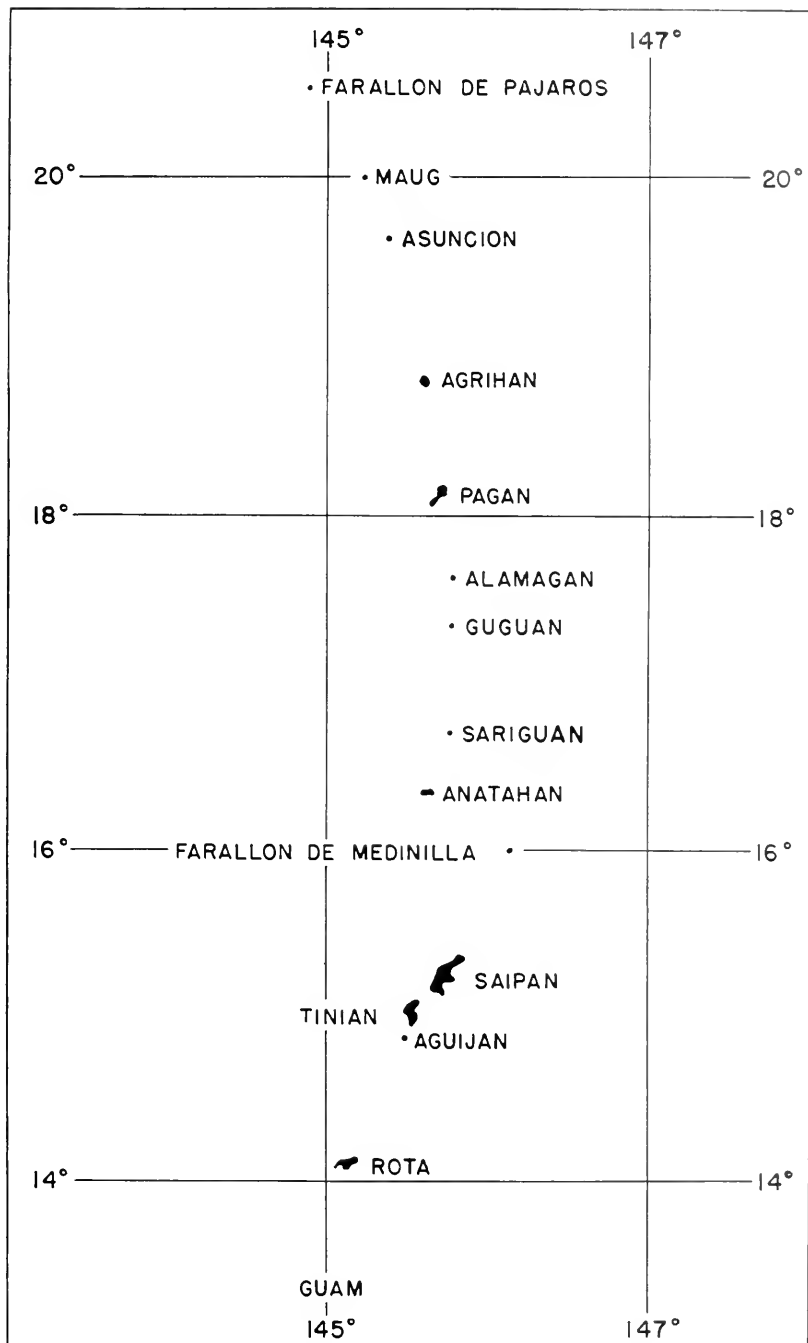 145° 147°
FARALLON DE PAJAROS
20° MAUG 20°
ASUNCION
AGRIHAN
PAGAN
18° 18°
ALAMAGAN
GUGUAN
SARIGUAN
ANATAHAN
16° FARALLON DE MEDINILLA 16°
SAIPAN
TINIAN
AGUIJAN
ROTA
14° 14°
GUAM
145° 147°